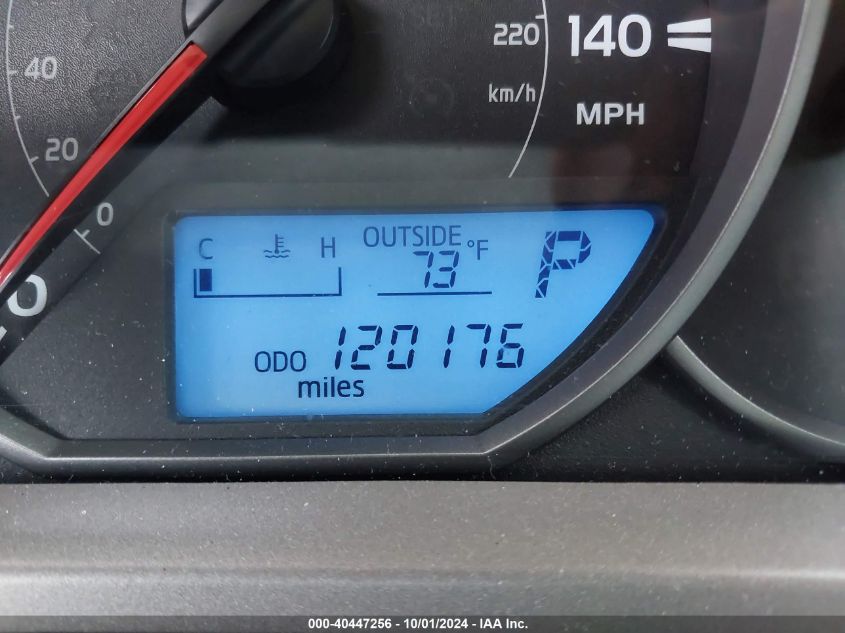 220
140
40
km/h
MPH
20
0
0
C
H
OUTSIDE
73 °F
P
ODO 120176
miles
000-40447256 - 10/01/2024 - IAA Inc.